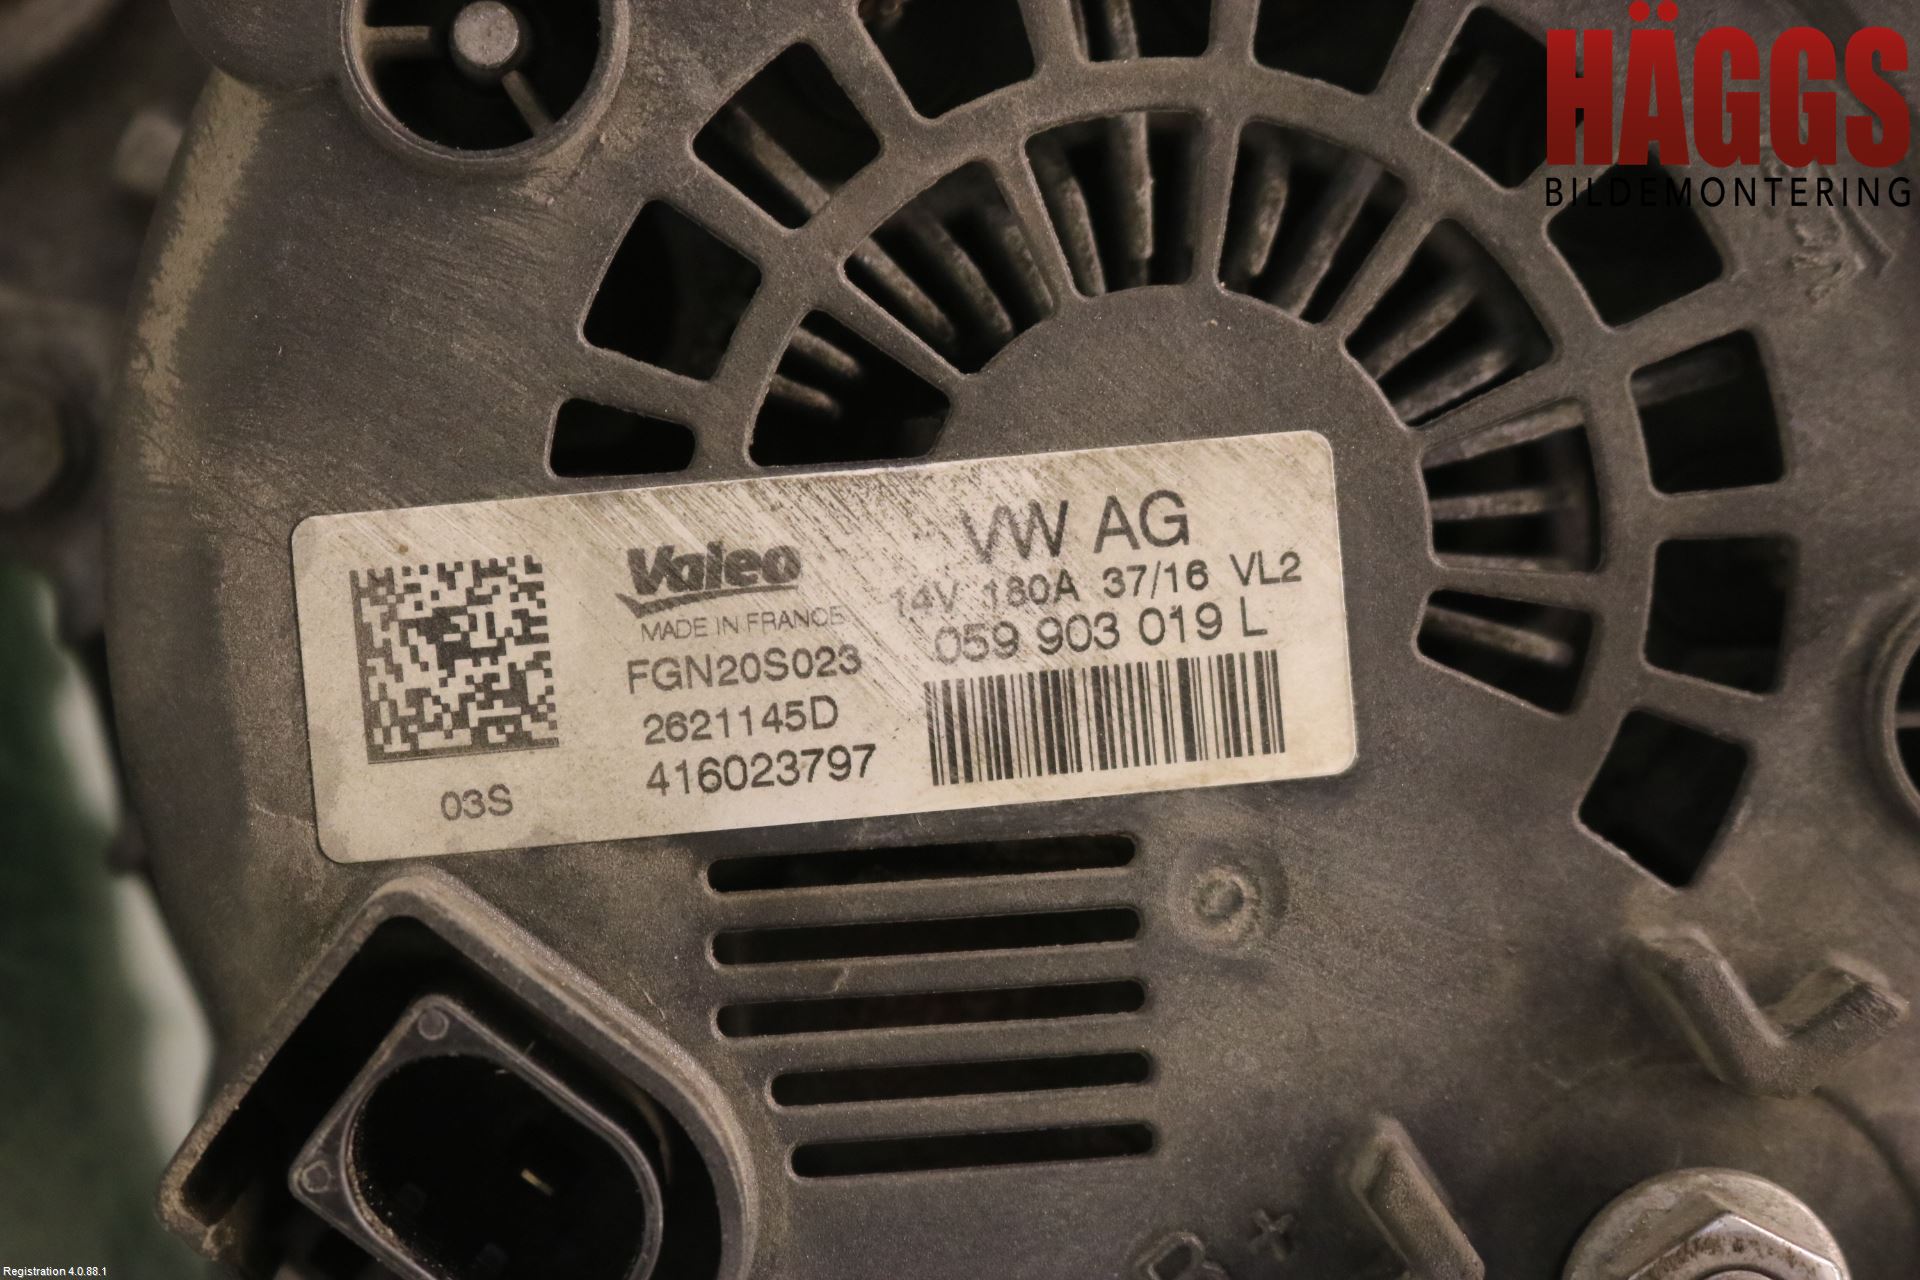 HÄGGS
BILDEMONTERING
Valeo
MADE IN FRANCE
FGN20S023
2621145D
416023797
03S
VW AG
14V 180A 37/16 VL2
059 903 019 L
B +
Registration 4.0.88.1